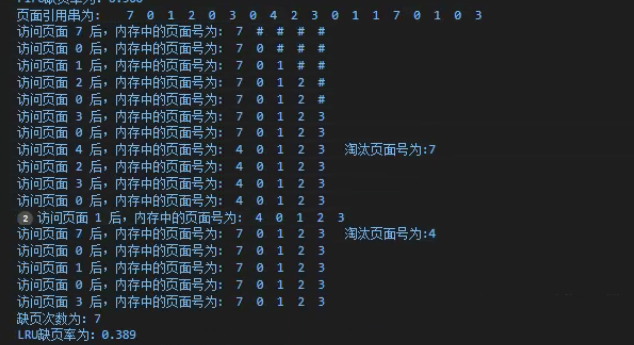 FIFO缺页率为: 0.500
页面引用串为:  7 0 1 2 0 3 0 4 2 3 0 1 1 7 0 1 0 3
访问页面 7 后，内存中的页面号为: 7 # # # #
访问页面 0 后，内存中的页面号为: 7 0 # # #
访问页面 1 后，内存中的页面号为: 7 0 1 # #
访问页面 2 后，内存中的页面号为: 7 0 1 2 #
访问页面 0 后，内存中的页面号为: 7 0 1 2 #
访问页面 3 后，内存中的页面号为: 7 0 1 2 3
访问页面 0 后，内存中的页面号为: 7 0 1 2 3
访问页面 4 后，内存中的页面号为: 4 0 1 2 3  淘汰页面号为:7
访问页面 2 后，内存中的页面号为: 4 0 1 2 3
访问页面 3 后，内存中的页面号为: 4 0 1 2 3
访问页面 0 后，内存中的页面号为: 4 0 1 2 3
2 访问页面 1 后，内存中的页面号为: 4 0 1 2 3
访问页面 7 后，内存中的页面号为: 7 0 1 2 3  淘汰页面号为:4
访问页面 0 后，内存中的页面号为: 7 0 1 2 3
访问页面 1 后，内存中的页面号为: 7 0 1 2 3
访问页面 0 后，内存中的页面号为: 7 0 1 2 3
访问页面 3 后，内存中的页面号为: 7 0 1 2 3
缺页次数为: 7
LRU缺页率为: 0.389